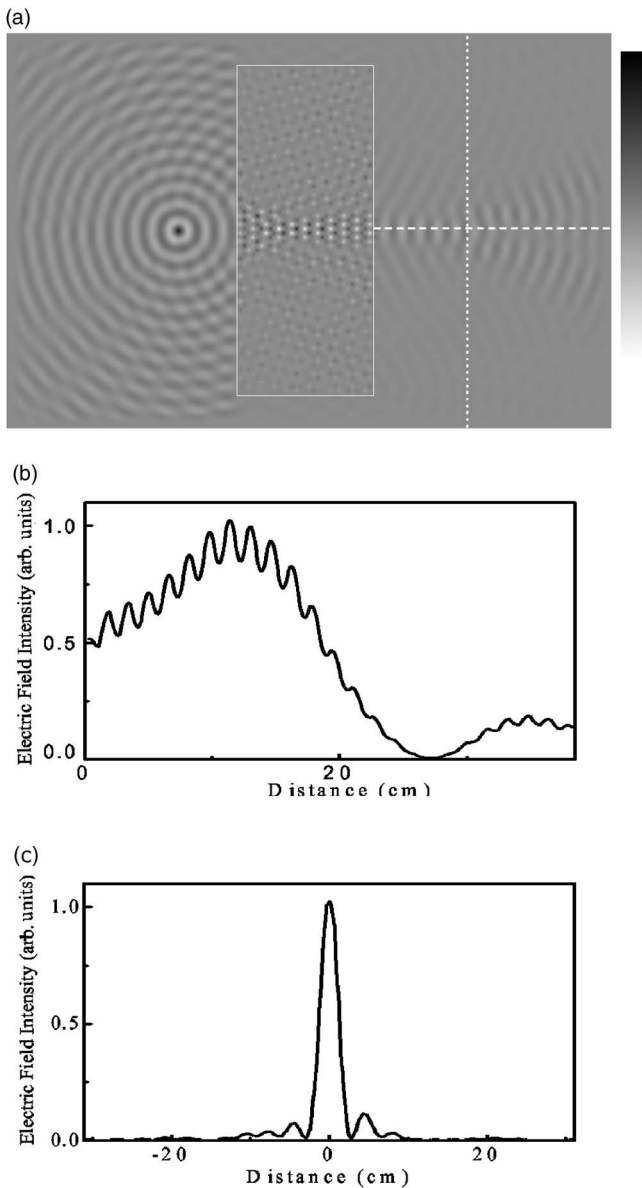 (a)
(b)
Electric Field Intensity (arb. units)
1.0
0.5
0.0
0
20
Distance (cm)
(c)
Electric Field Intensity (arb. units)
1.0
0.5
0.0
-20
0
20
Distance (cm)